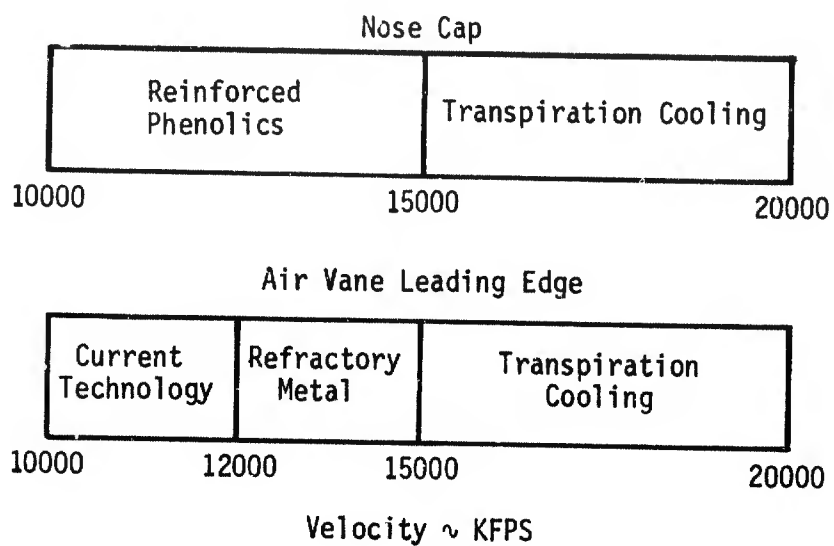 Nose Cap
Reinforced
Phenolics
Transpiration Cooling
10000 15000 20000
Air Vane Leading Edge
Current
Technology
Refractory
Metal
Transpiration
Cooling
10000 12000 15000 20000
Velocity ~ KFPS